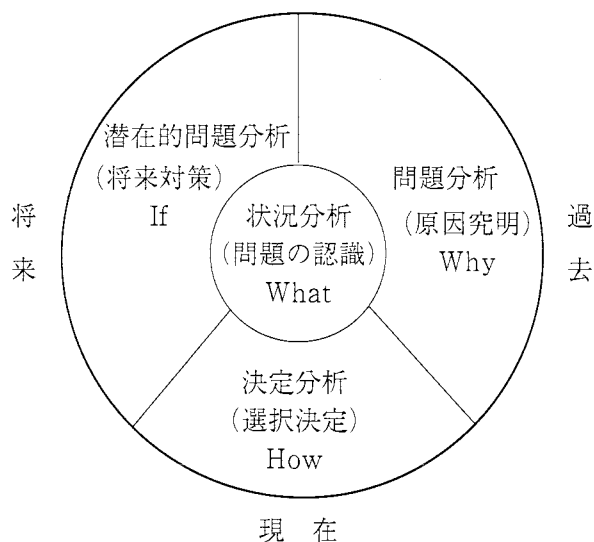 潜在的問題分析
(将来対策)
If
問題分析
(原因究明)
Why
状況分析
(問題の認識)
What
決定分析
(選択決定)
How
将来
過去
現在